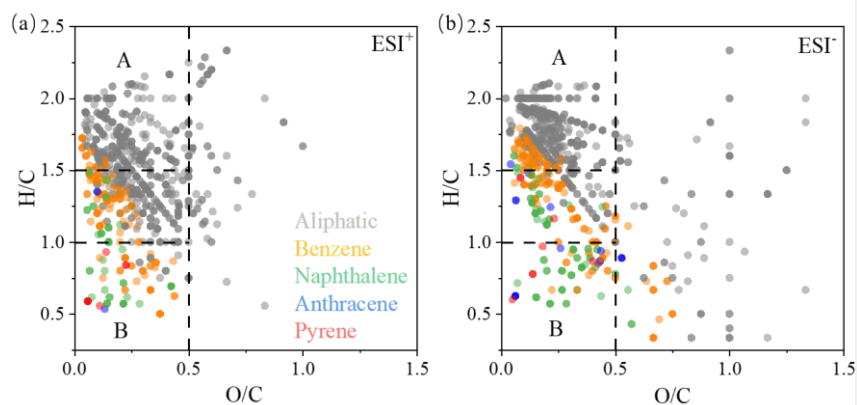 (a)
ESI⁺
A
B
Aliphatic
Benzene
Naphthalene
Anthracene
Pyrene
H/C
2.5
2.0
1.5
1.0
0.5
0.0
0.5
1.0
1.5
O/C
(b)
ESI⁻
A
B
H/C
2.5
2.0
1.5
1.0
0.5
0.0
0.5
1.0
1.5
O/C